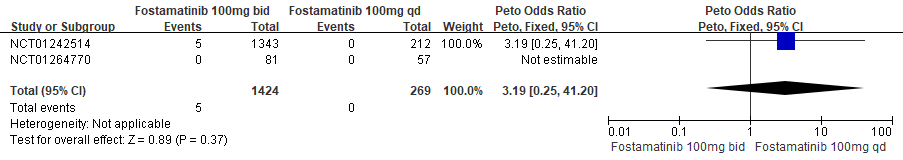 Fostamatinib 100mg bid Fostamatinib 100mg qd Peto Odds Ratio Peto Odds Ratio
Study or Subgroup Events Total Events Total Weight Peto, Fixed, 95% CI Peto, Fixed, 95% CI
NCT01242514 5 1343 0 212 100.0% 3.19 [0.25, 41.20]
NCT01264770 0 81 0 57 Not estimable
Total (95% CI) 1424 269 100.0% 3.19 [0.25, 41.20]
Total events 5 0
Heterogeneity: Not applicable
Test for overall effect: Z = 0.89 (P = 0.37)
0.01 0.1 1 10 100
Fostamatinib 100mg bid Fostamatinib 100mg qd